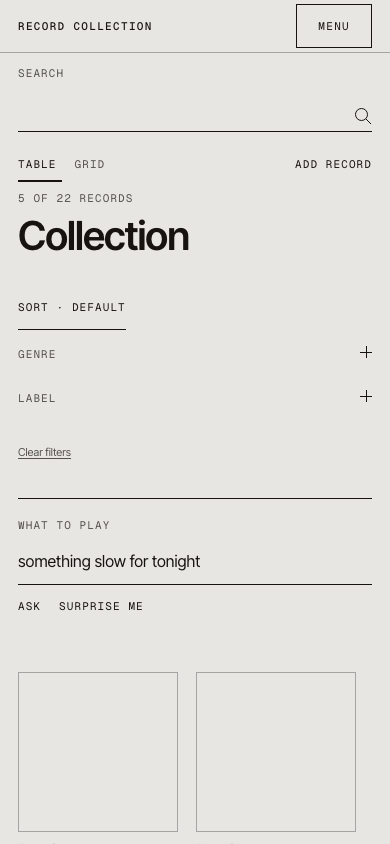 RECORD COLLECTION
MENU
SEARCH
TABLE GRID ADD RECORD
5 OF 22 RECORDS
Collection
SORT · DEFAULT
GENRE
LABEL
Clear filters
WHAT TO PLAY
something slow for tonight
ASK SURPRISE ME